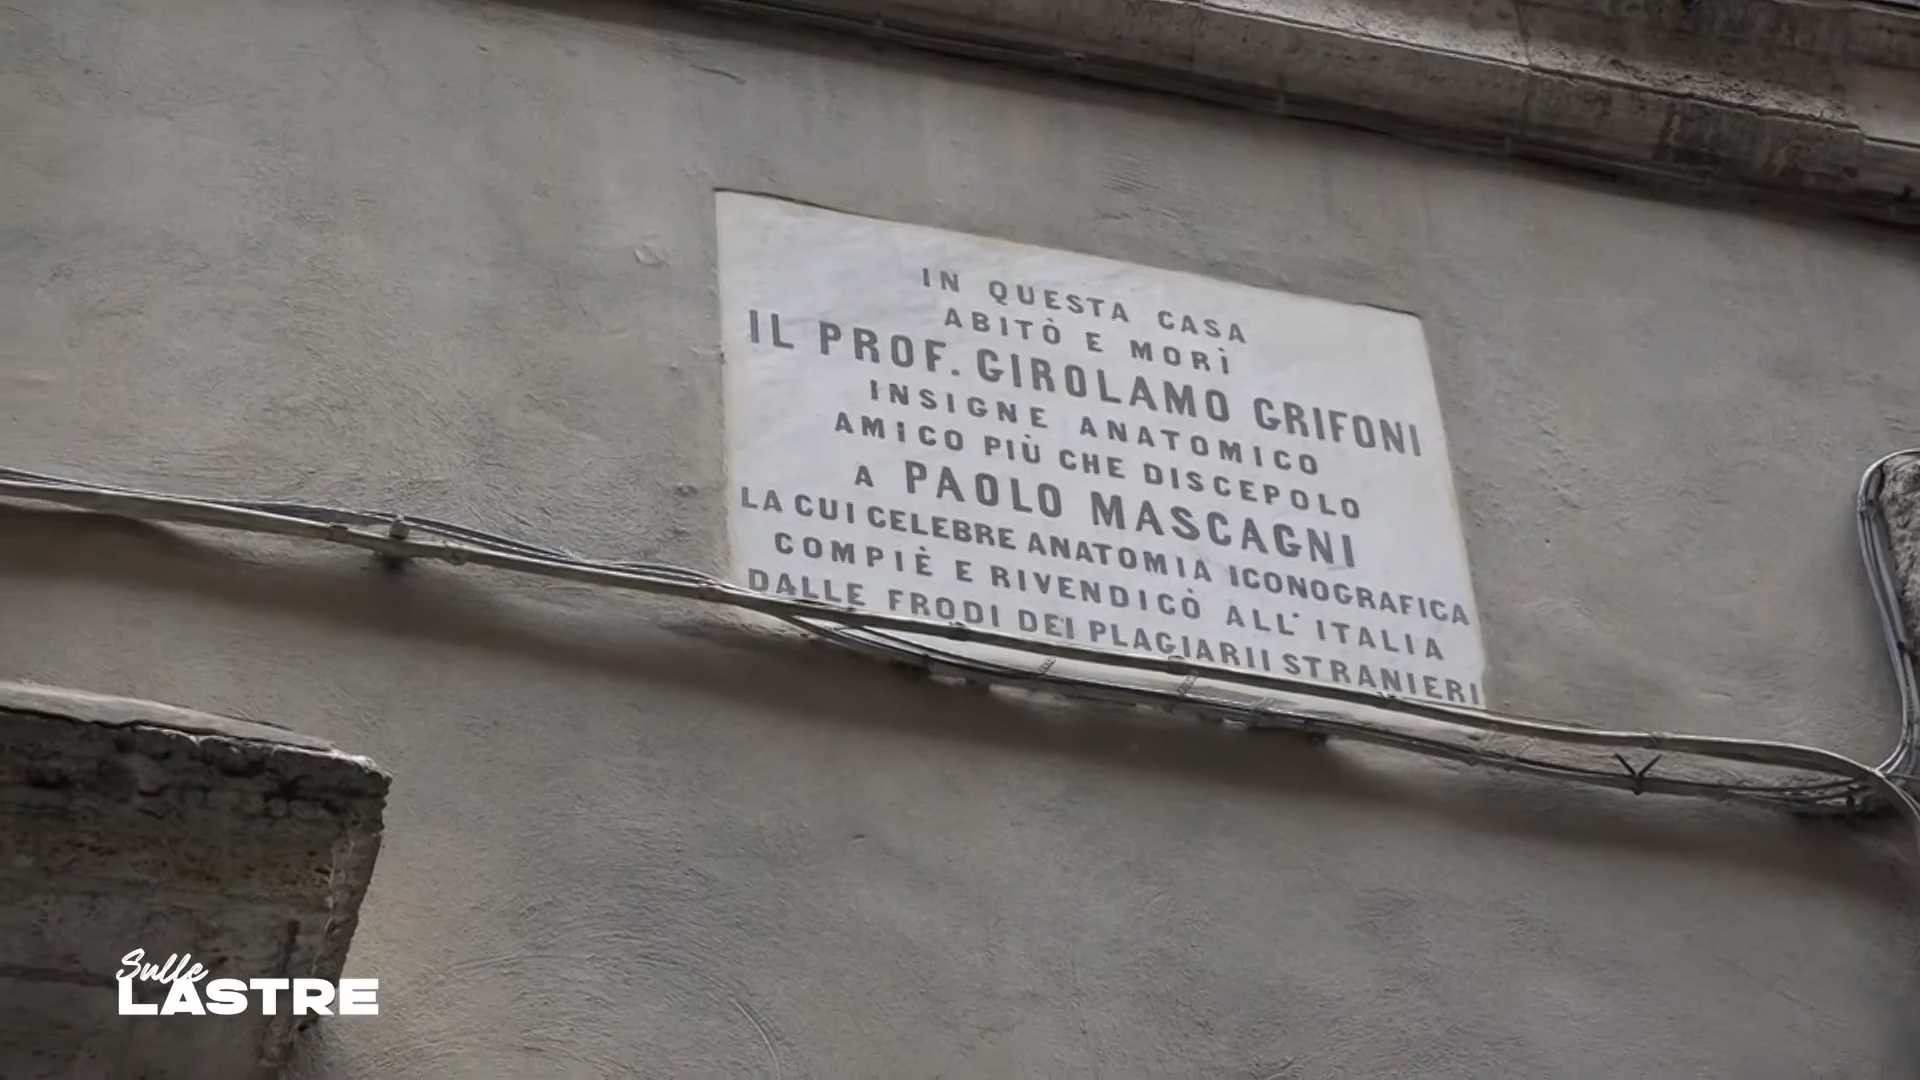 IN QUESTA CASA
ABITÒ E MORÌ
IL PROF. GIROLAMO GRIFONI
INSIGNE ANATOMICO
AMICO PIÙ CHE DISCEPOLO
A PAOLO MASCAGNI
LA CUI CELEBRE ANATOMIA ICONOGRAFICA
COMPIÈ E RIVENDICÒ ALL' ITALIA
DALLE FRODI DEI PLAGIARII STRANIERI
Sulle
LASTRE